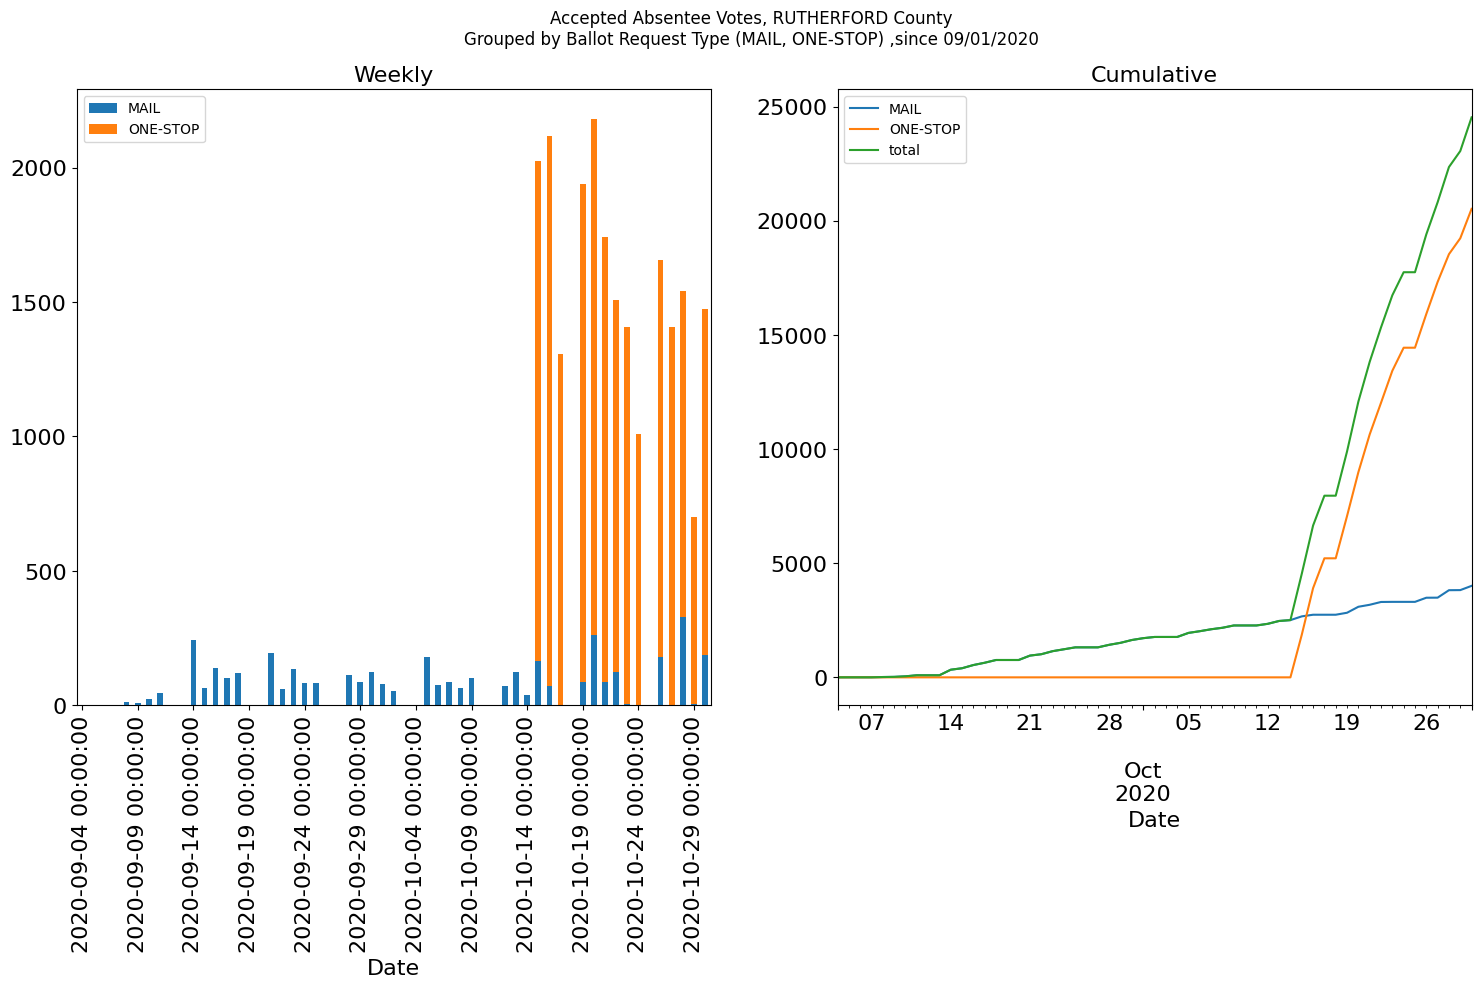 Accepted Absentee Votes, RUTHERFORD County
Grouped by Ballot Request Type (MAIL, ONE-STOP) ,since 09/01/2020
Weekly
MAIL
ONE-STOP
2000
1500
1000
500
0
2020-09-04 00:00:00
2020-09-09 00:00:00
2020-09-14 00:00:00
2020-09-19 00:00:00
2020-09-24 00:00:00
2020-09-29 00:00:00
2020-10-04 00:00:00
2020-10-09 00:00:00
2020-10-14 00:00:00
2020-10-19 00:00:00
2020-10-24 00:00:00
2020-10-29 00:00:00
Date
Cumulative
MAIL
ONE-STOP
total
25000
20000
15000
10000
5000
0
07 14 21 28 05 12 19 26
Oct
2020
Date